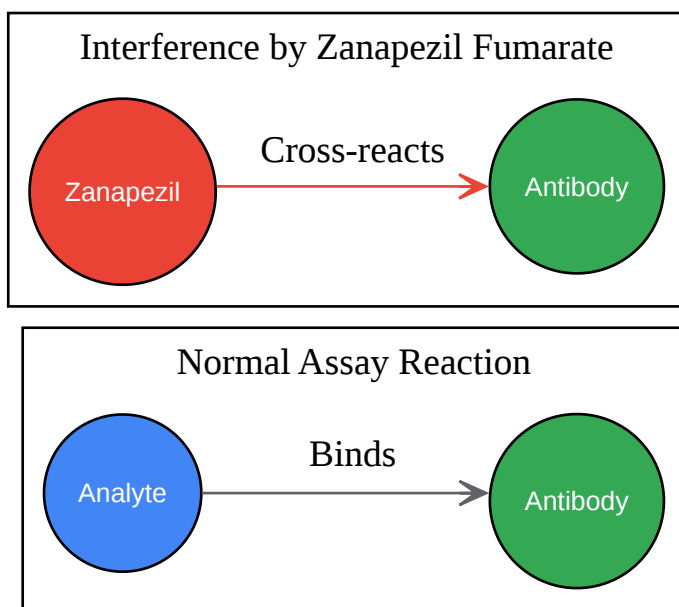 Interference by Zanapezil Fumarate
Cross-reacts
Zanapezil
Antibody
Normal Assay Reaction
Binds
Analyte
Antibody